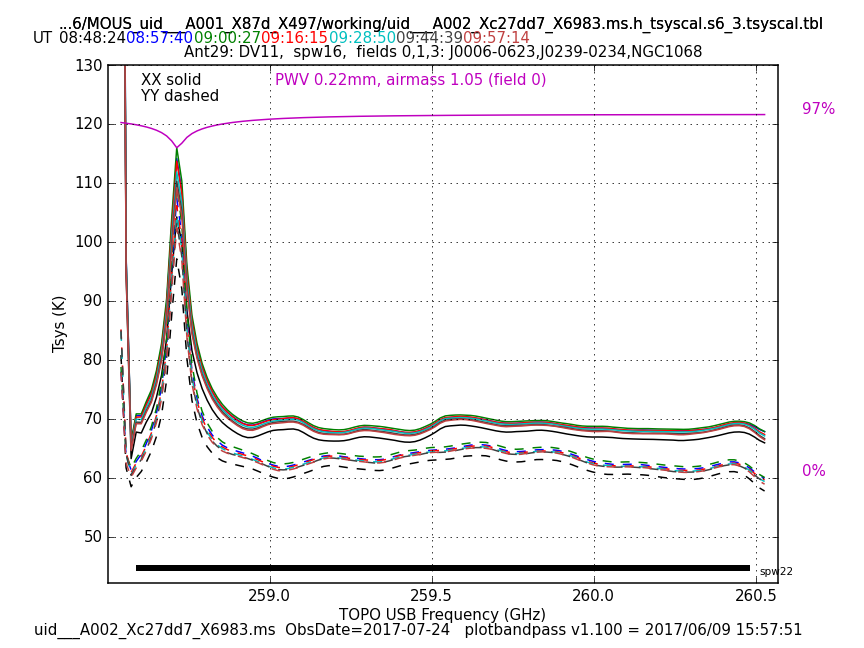 ...6/MOUS_uid___A001_X87d_X497/working/uid___A002_Xc27dd7_X6983.ms.h_tsyscal.s6_3.tsyscal.tbl
UT 08:48:24 08:57:40 09:00:27 09:16:15 09:28:50 09:44:39 09:57:14
Ant29: DV11, spw16, fields 0,1,3: J0006-0623,J0239-0234,NGC1068
XX solid
YY dashed
PWV 0.22mm, airmass 1.05 (field 0)
97%
0%
130
120
110
100
90
80
70
60
50
Tsys (K)
spw22
259.0 259.5 260.0 260.5
TOPO USB Frequency (GHz)
uid___A002_Xc27dd7_X6983.ms ObsDate=2017-07-24 plotbandpass v1.100 = 2017/06/09 15:57:51